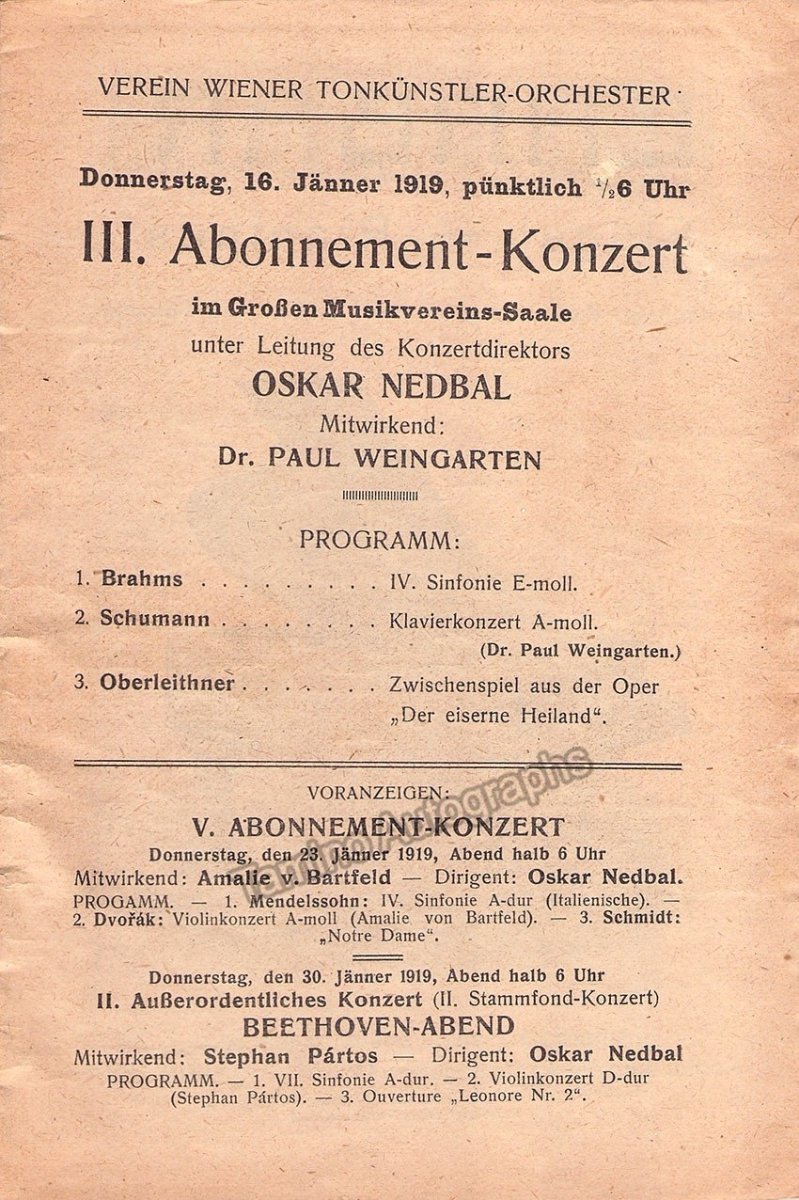 VEREIN WIENER TONKÜNSTLER-ORCHESTER
Donnerstag, 16. Jänner 1919, pünktlich ½6 Uhr
III. Abonnement-Konzert
im Großen Musikvereins-Saale
unter Leitung des Konzertdirektors
OSKAR NEDBAL
Mitwirkend:
Dr. PAUL WEINGARTEN
PROGRAMM:
1. Brahms . . . . . . . . . IV. Sinfonie E-moll.
2. Schumann . . . . . . . . Klavierkonzert A-moll.
(Dr. Paul Weingarten.)
3. Oberleithner . . . . . . . Zwischenspiel aus der Oper
„Der eiserne Heiland“.
VORANZEIGEN:
V. ABONNEMENT-KONZERT
Donnerstag, den 23. Jänner 1919, Abend halb 6 Uhr
Mitwirkend: Amalie v. Bartfeld — Dirigent: Oskar Nedbal.
PROGAMM. — 1. Mendelssohn: IV. Sinfonie A-dur (Italienische). —
2. Dvořák: Violinkonzert A-moll (Amalie von Bartfeld). — 3. Schmidt:
„Notre Dame“.
Donnerstag, den 30. Jänner 1919, Abend halb 6 Uhr
II. Außerordentliches Konzert (II. Stammfond-Konzert)
BEETHOVEN-ABEND
Mitwirkend: Stephan Pártos — Dirigent: Oskar Nedbal
PROGRAMM. — 1. VII. Sinfonie A-dur. — 2. Violinkonzert D-dur
(Stephan Pártos). — 3. Ouverture „Leonore Nr. 2“.
Tamino Autographs